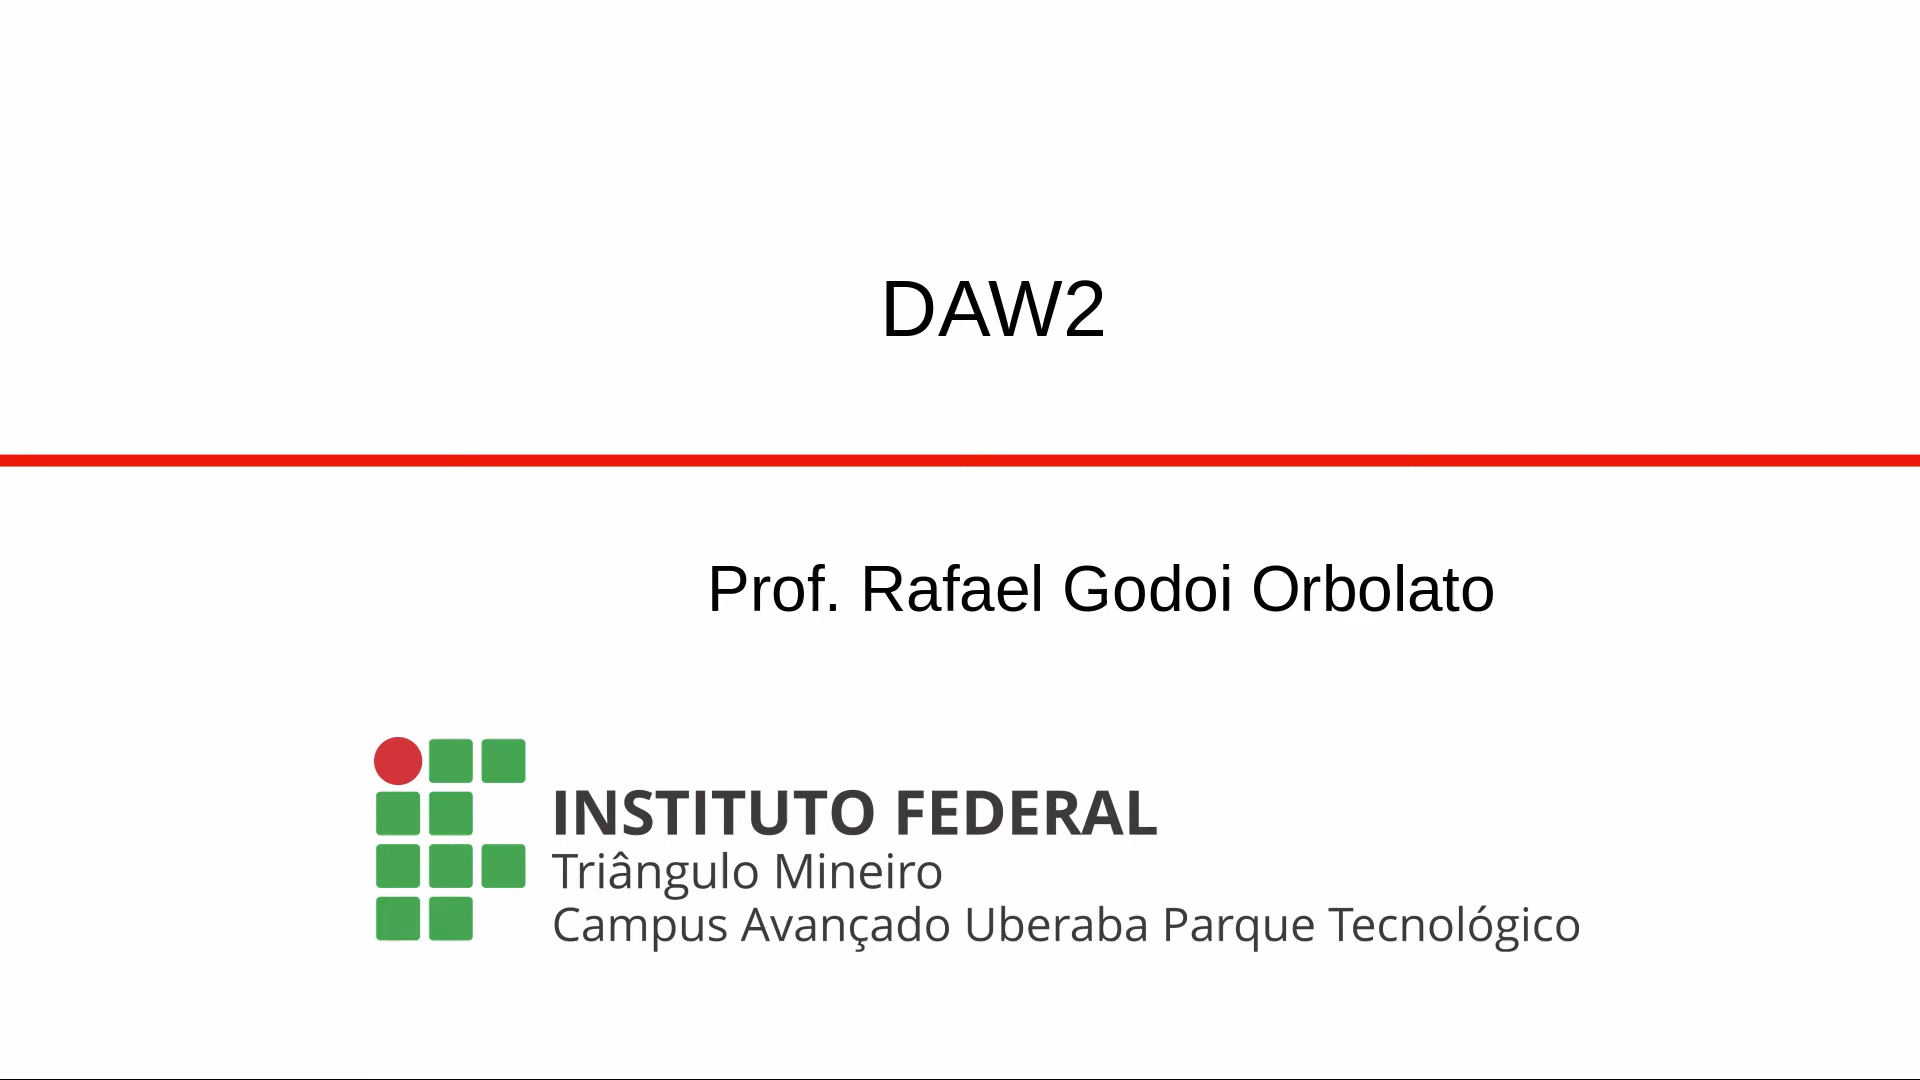 DAW2
Prof. Rafael Godoi Orbolato
INSTITUTO FEDERAL
Triângulo Mineiro
Campus Avançado Uberaba Parque Tecnológico